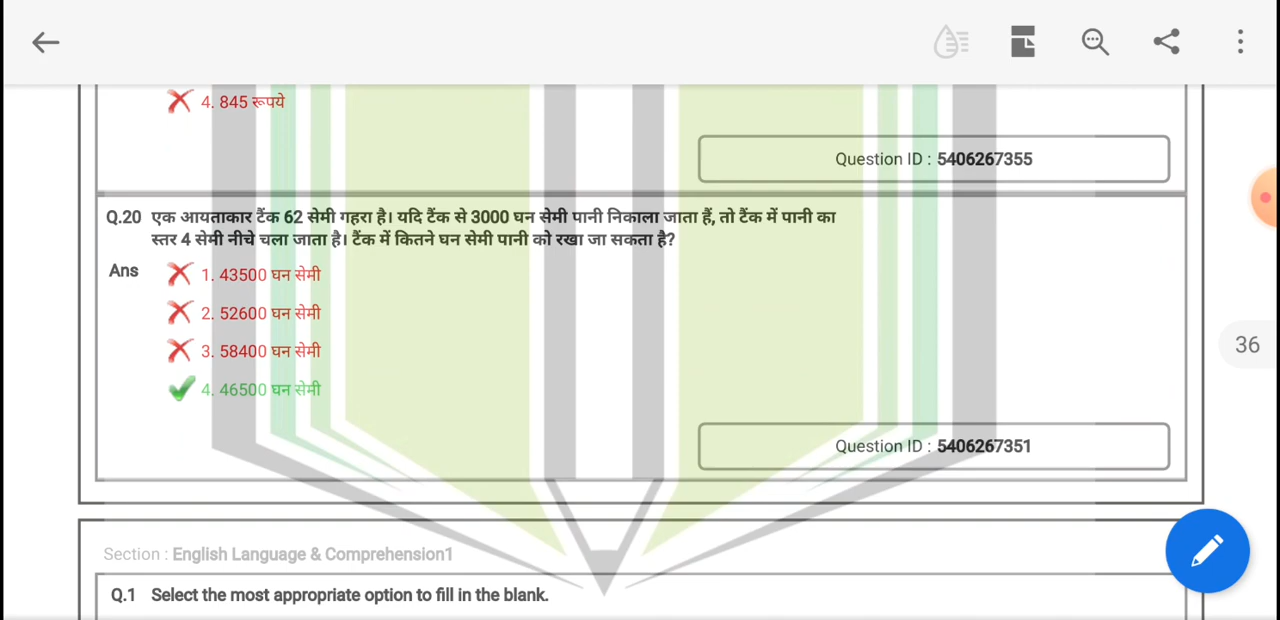 4. 845 रूपये
Question ID : 5406267355
Q.20 एक आयताकार टैंक 62 सेमी गहरा है। यदि टैंक से 3000 घन सेमी पानी निकाला जाता हैं, तो टैंक में पानी का
स्तर 4 सेमी नीचे चला जाता है। टैंक में कितने घन सेमी पानी को रखा जा सकता है?
Ans
1. 43500 घन सेमी
2. 52600 घन सेमी
3. 58400 घन सेमी
36
4. 46500 घन सेमी
Question ID : 5406267351
Section : English Language & Comprehension1
Q.1 Select the most appropriate option to fill in the blank.